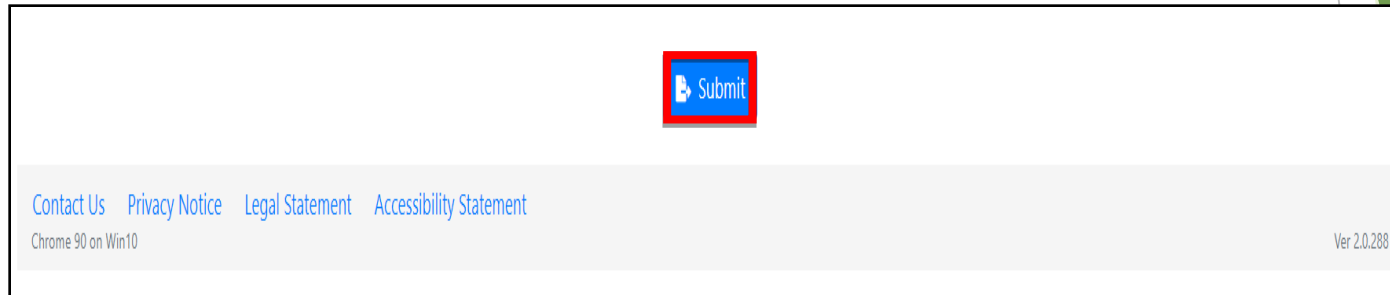 Submit
Contact Us Privacy Notice Legal Statement Accessibility Statement
Chrome 90 on Win10
Ver 2.0.288